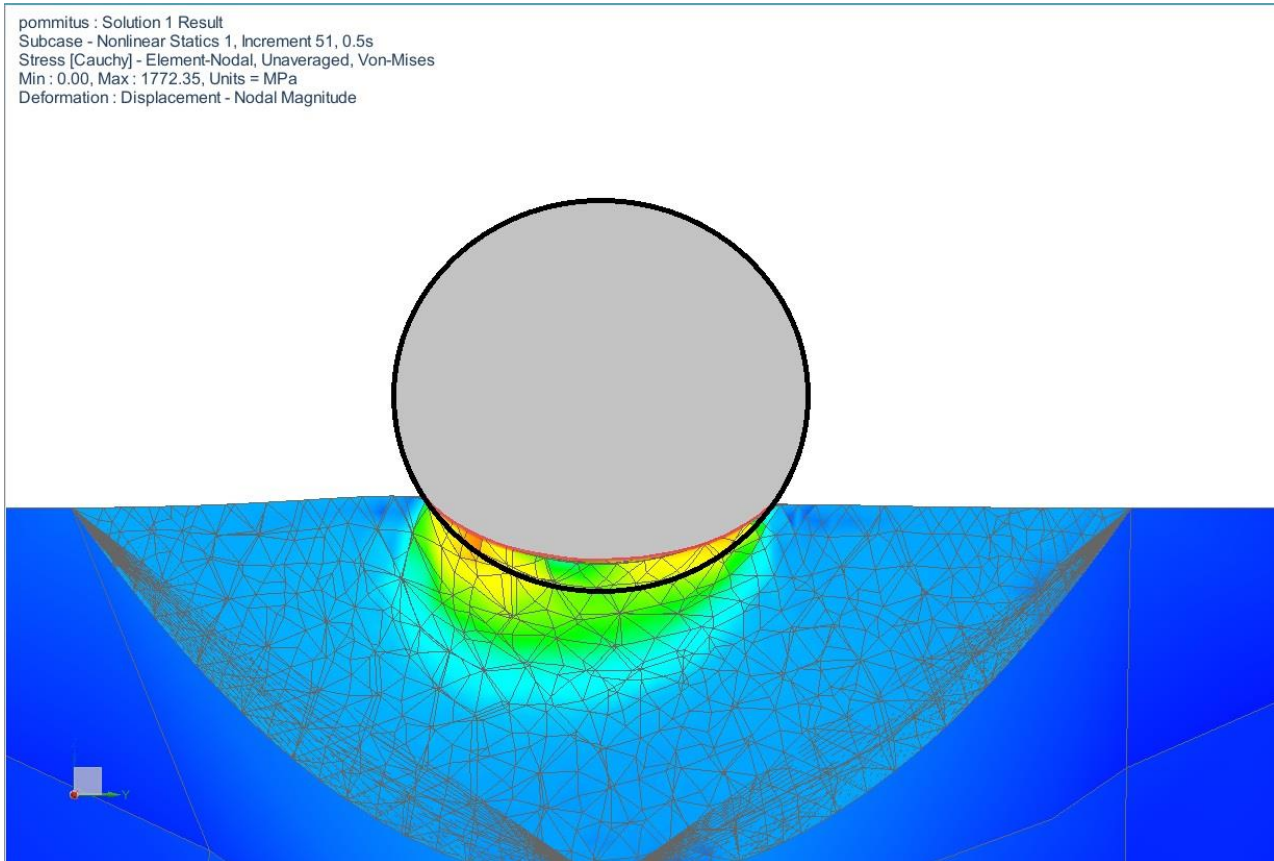 pommitus : Solution 1 Result
Subcase - Nonlinear Statics 1, Increment 51, 0.5s
Stress [Cauchy] - Element-Nodal, Unaveraged, Von-Mises
Min : 0.00, Max : 1772.35, Units = MPa
Deformation : Displacement - Nodal Magnitude
Y